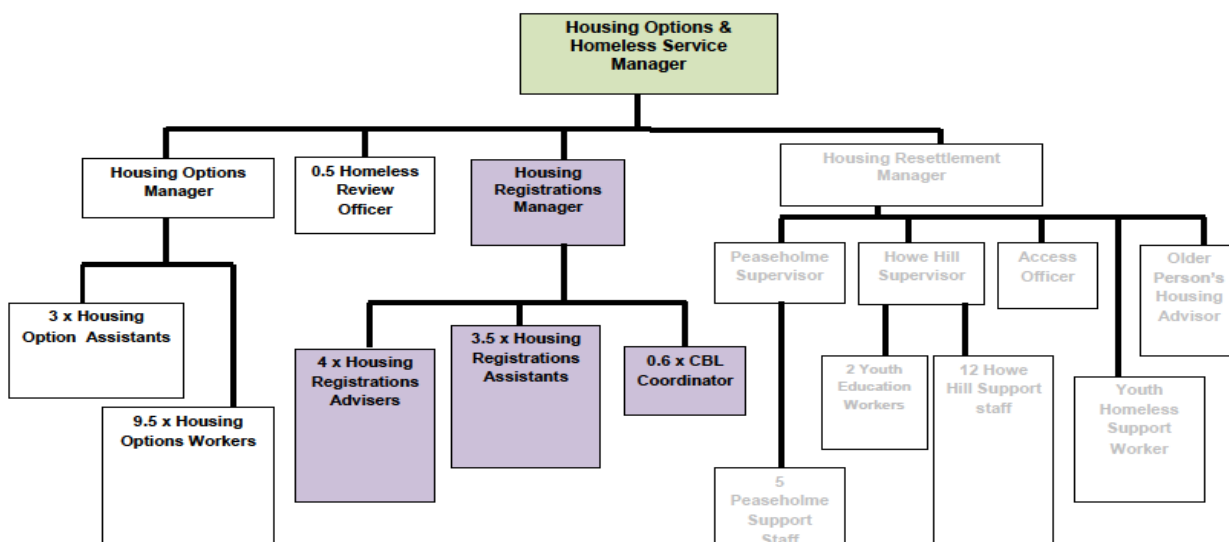 Housing Options &
Homeless Service
Manager
Housing Options
Manager
0.5 Homeless
Review
Officer
Housing
Registrations
Manager
Housing Resettlement
Manager
Peaseholme
Supervisor
Howe Hill
Supervisor
Access
Officer
Older
Person's
Housing
Advisor
3 x Housing
Option Assistants
9.5 x Housing
Options Workers
4 x Housing
Registrations
Advisers
3.5 x Housing
Registrations
Assistants
0.6 x CBL
Coordinator
2 Youth
Education
Workers
12 Howe
Hill Support
staff
Youth
Homeless
Support
Worker
5
Peaseholme
Support
Staff